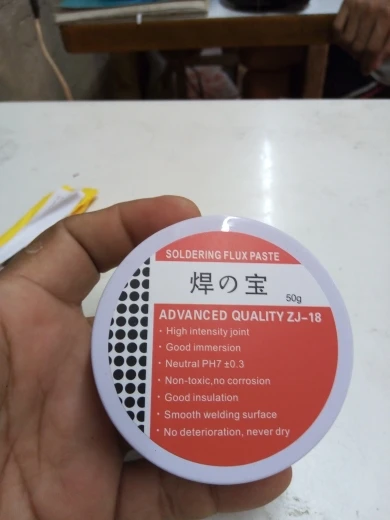 SOLDERING FLUX PASTE
焊の宝
50g
ADVANCED QUALITY ZJ-18
· High intensity joint
· Good immersion
· Neutral PH7 ±0.3
· Non-toxic,no corrosion
· Good insulation
· Smooth welding surface
· No deterioration, never dry